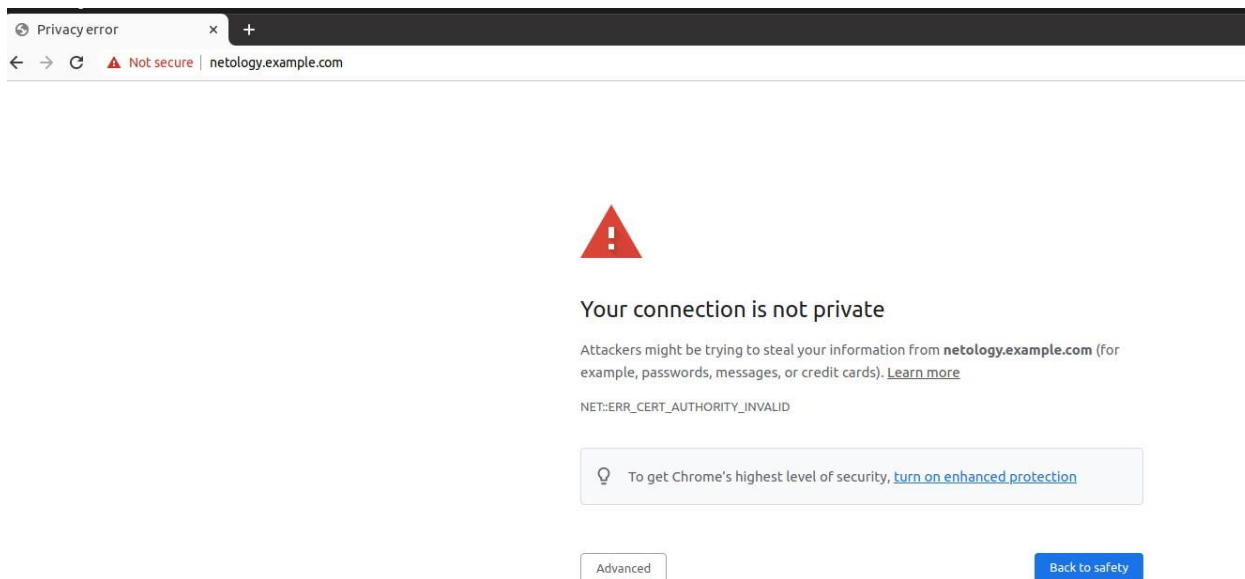 Privacy error
Not secure netology.example.com
Your connection is not private
Attackers might be trying to steal your information from netology.example.com (for
example, passwords, messages, or credit cards). Learn more
NET::ERR_CERT_AUTHORITY_INVALID
To get Chrome's highest level of security, turn on enhanced protection
Advanced Back to safety